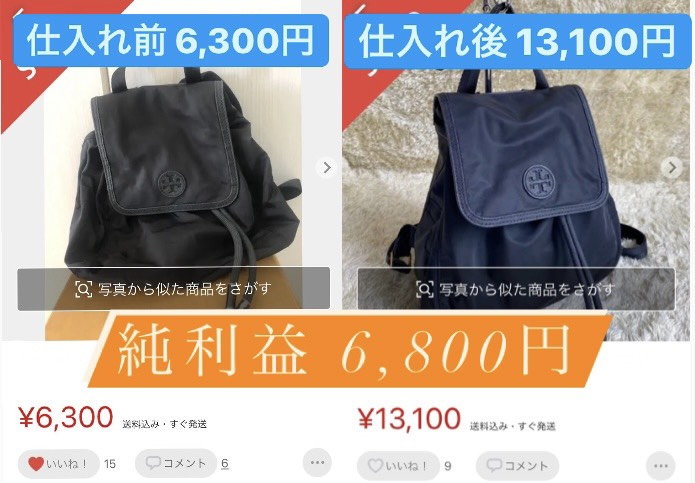 仕入れ前 6,300円
仕入れ後 13,100円
写真から似た商品をさがす
写真から似た商品をさがす
純利益 6,800円
¥6,300 送料込み・すぐ発送
¥13,100 送料込み・すぐ発送
いいね！ 15 コメント 6
いいね！ 9 コメント